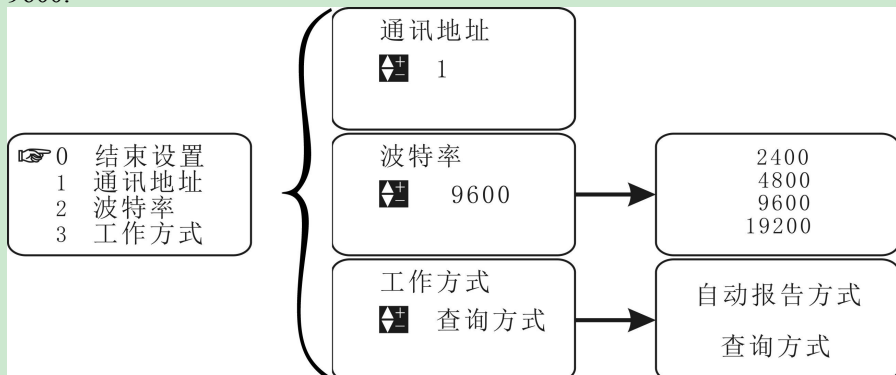 9600.
0 结束设置
1 通讯地址
2 波特率
3 工作方式
通讯地址
1
波特率
9600
2400
4800
9600
19200
工作方式
查询方式
自动报告方式
查询方式